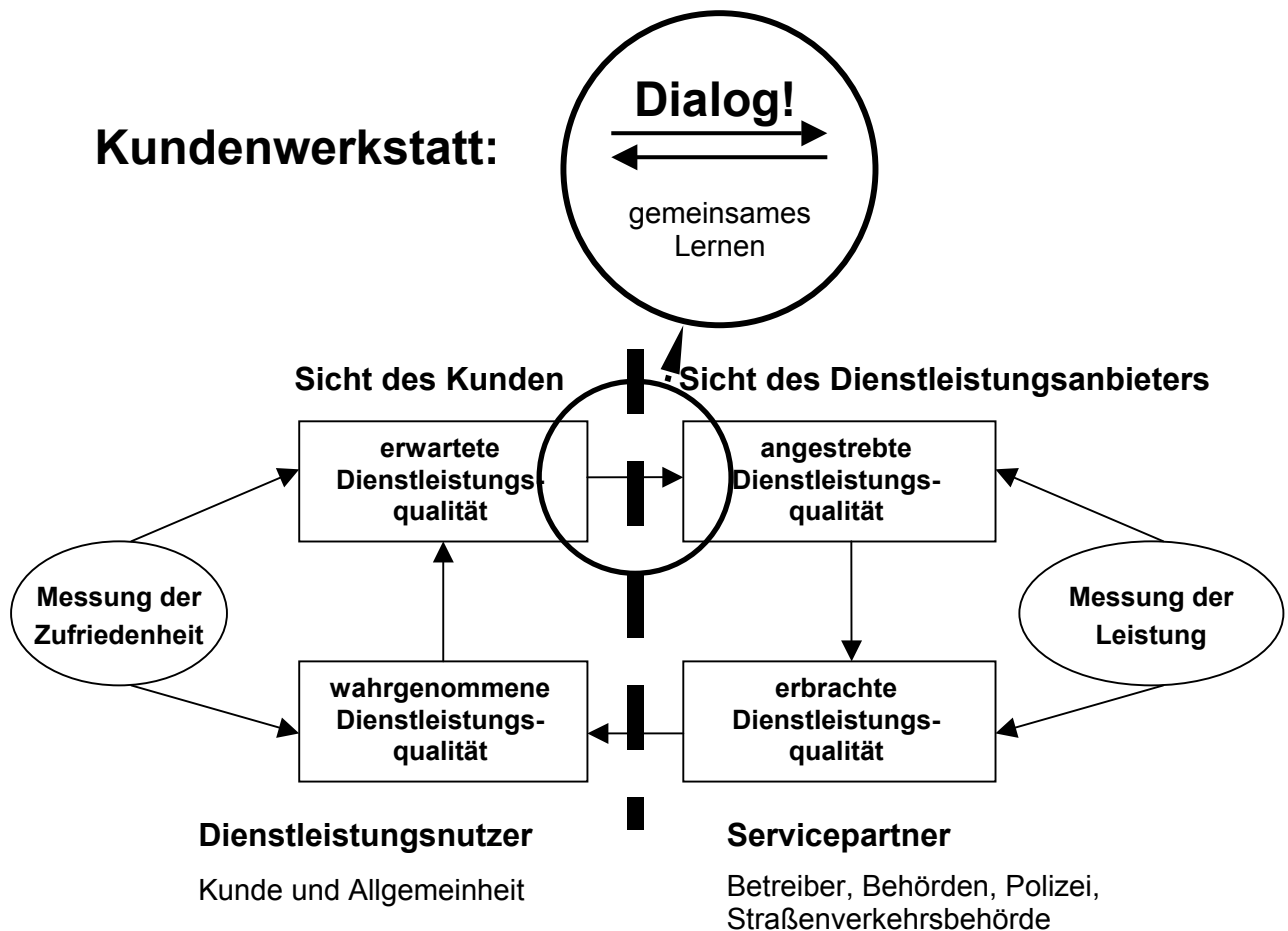 Kundenwerkstatt:
Dialog!
gemeinsames
Lernen
Sicht des Kunden
Sicht des Dienstleistungsanbieters
erwartete
Dienstleistungs-
qualität
angestrebte
Dienstleistungs-
qualität
Messung der
Zufriedenheit
Messung der
Leistung
wahrgenommene
Dienstleistungs-
qualität
erbrachte
Dienstleistungs-
qualität
Dienstleistungsnutzer
Kunde und Allgemeinheit
Servicepartner
Betreiber, Behörden, Polizei,
Straßenverkehrsbehörde